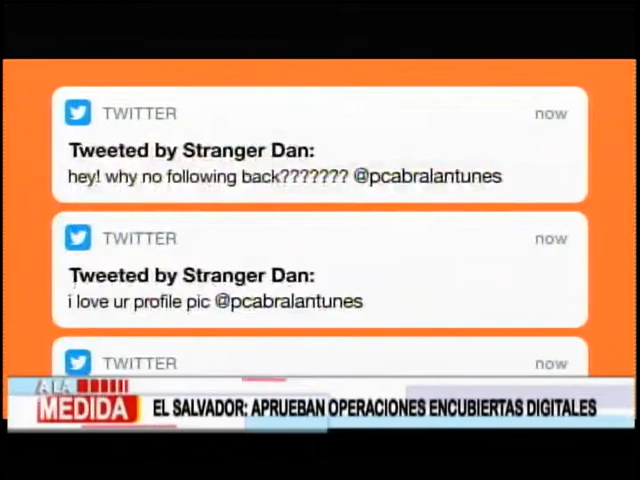 TWITTER
now
Tweeted by Stranger Dan:
hey! why no following back??????? @pcabralantunes
TWITTER
now
Tweeted by Stranger Dan:
i love ur profile pic @pcabralantunes
TWITTER
now
A LA
MEDIDA
EL SALVADOR: APRUEBAN OPERACIONES ENCUBIERTAS DIGITALES